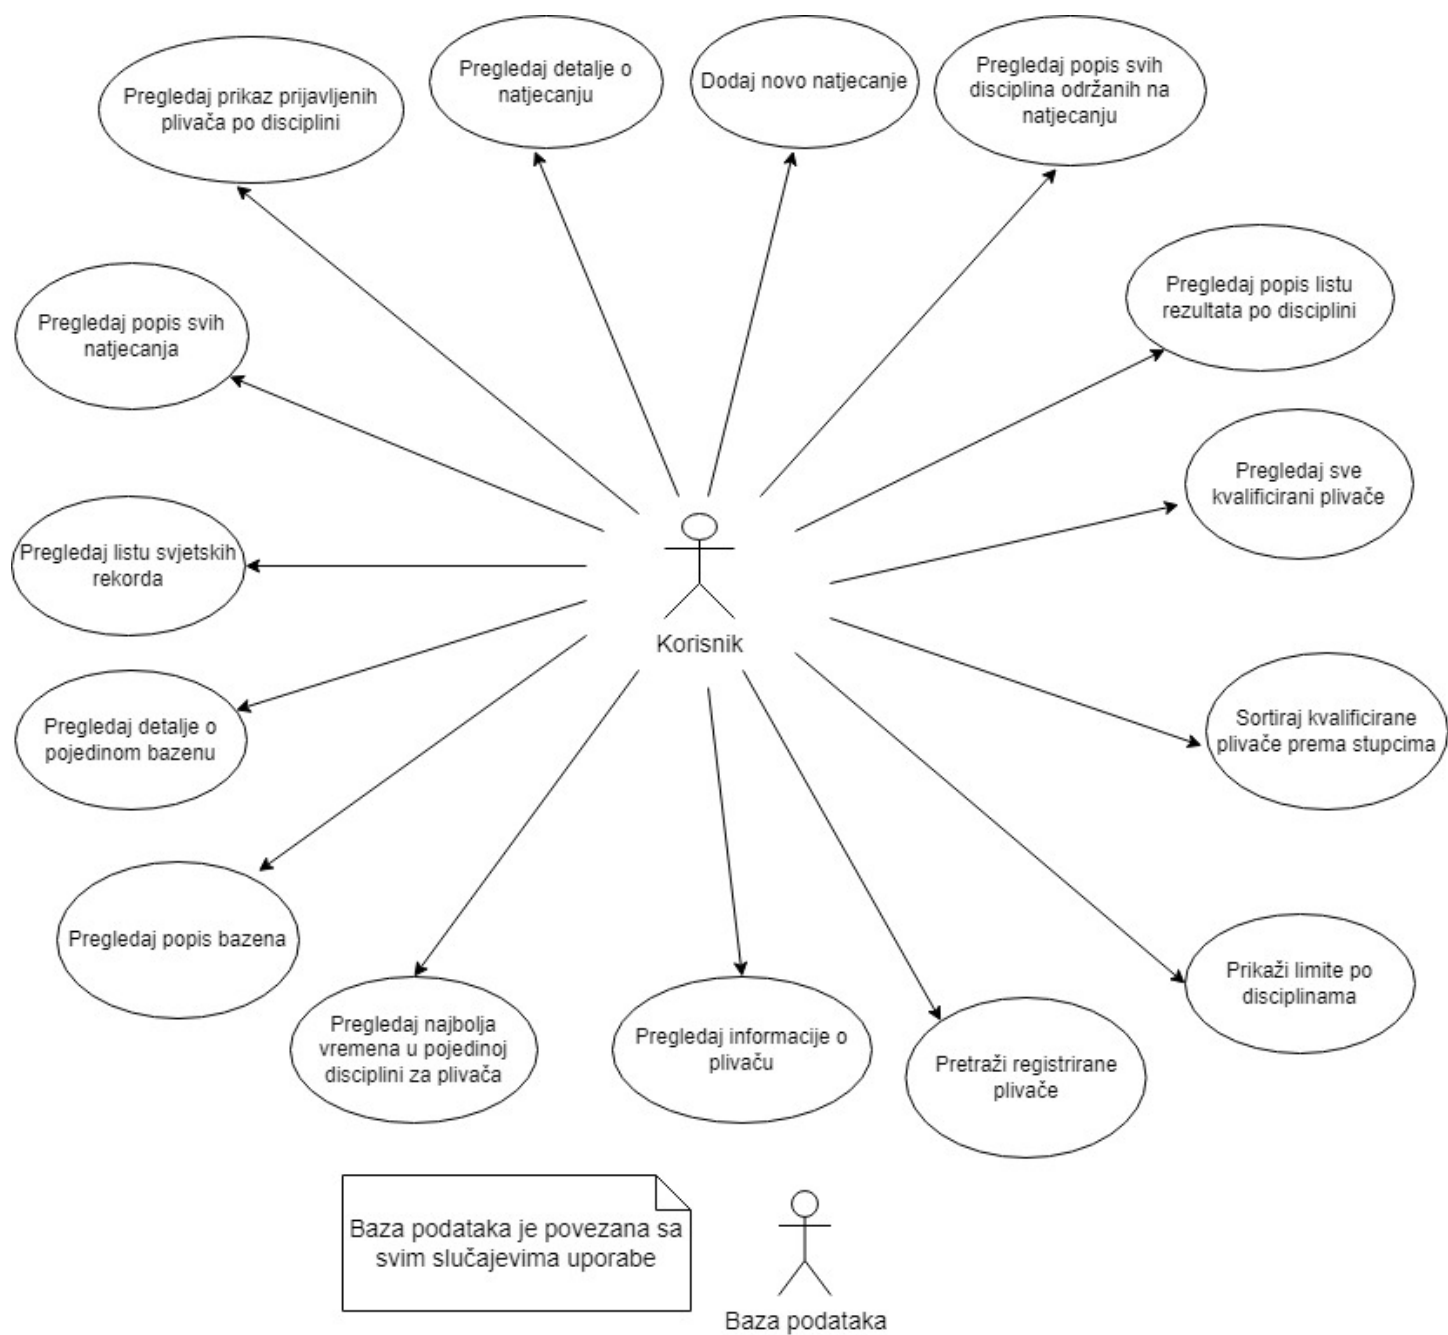 Pregledaj prikaz prijavljenih
plivača po disciplini
Pregledaj detalje o
natjecanju
Dodaj novo natjecanje
Pregledaj popis svih
disciplina održanih na
natjecanju
Pregledaj popis listu
rezultata po disciplini
Pregledaj popis svih
natjecanja
Pregledaj sve
kvalificirani plivače
Pregledaj listu svjetskih
rekorda
Korisnik
Pregledaj detalje o
pojedinom bazenu
Sortiraj kvalificirane
plivače prema stupcima
Pregledaj popis bazena
Prikaži limite po
disciplinama
Pregledaj najbolja
vremena u pojedinoj
disciplini za plivača
Pregledaj informacije o
plivaču
Pretraži registrirane
plivače
Baza podataka je povezana sa
svim slučajevima uporabe
Baza podataka